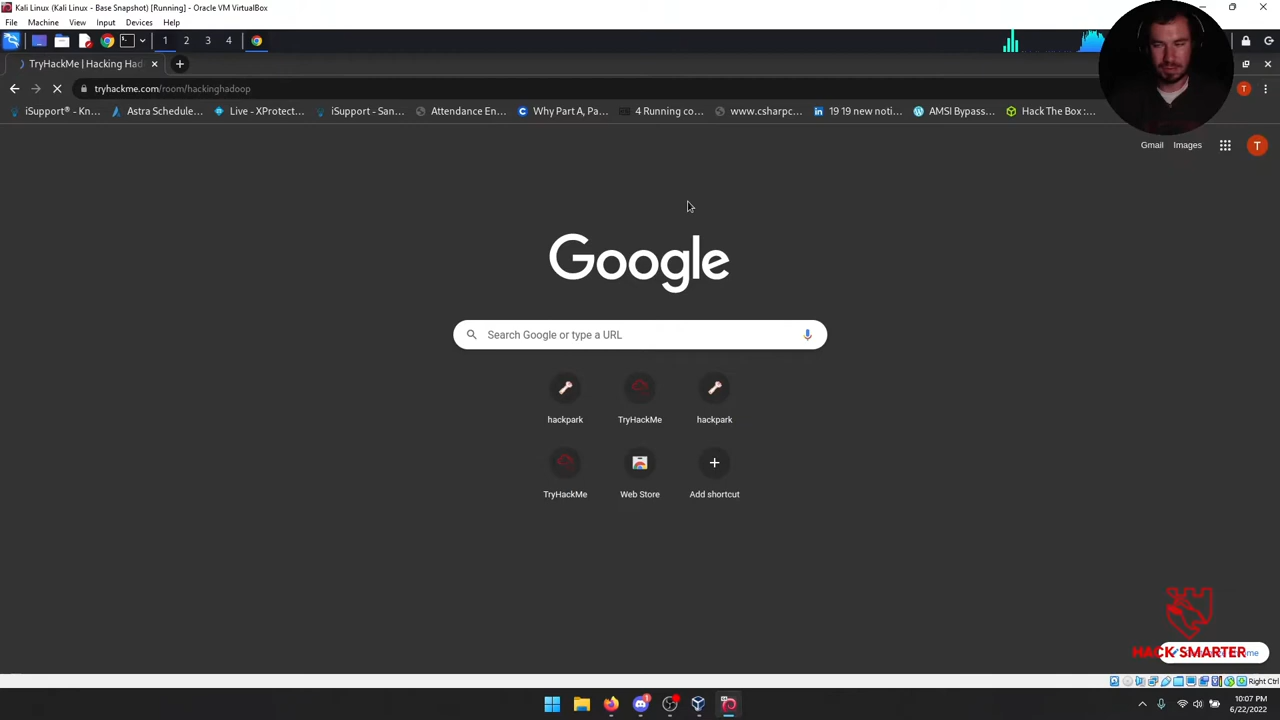 Kali Linux (Kali Linux - Base Snapshot) [Running] - Oracle VM VirtualBox
File Machine View Input Devices Help
1 2 3 4
TryHackMe | Hacking Had
tryhackme.com/room/hackinghadoop T
iSupport® - Kn... Astra Schedule... Live - XProtect... iSupport - San... Attendance En... Why Part A, Pa... 4 Running co... www.csharpc... 19 19 new noti... AMSI Bypass... Hack The Box :...
Gmail Images T
Google
Search Google or type a URL
hackpark TryHackMe hackpark
TryHackMe Web Store Add shortcut
HACK SMARTER
Right Ctrl
10:07 PM
6/22/2022